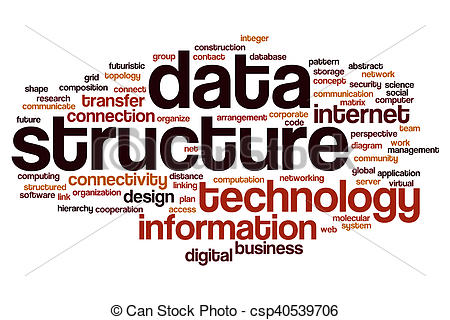 integer
construction
futuristic group contact database pattern abstract
grid topology storage network
shape composition connect concept security science
research transfer communication social
communicate matrix computer
future connection organize arrangement corporate internet
data
code team
structure
net perspective
diagram work
management
community
computing connectivity distance computation networking global application
structured linking server virtual
software link organization design plan technology
hierarchy cooperation access
information molecular
web system
digital business
© Can Stock Photo - csp40539706